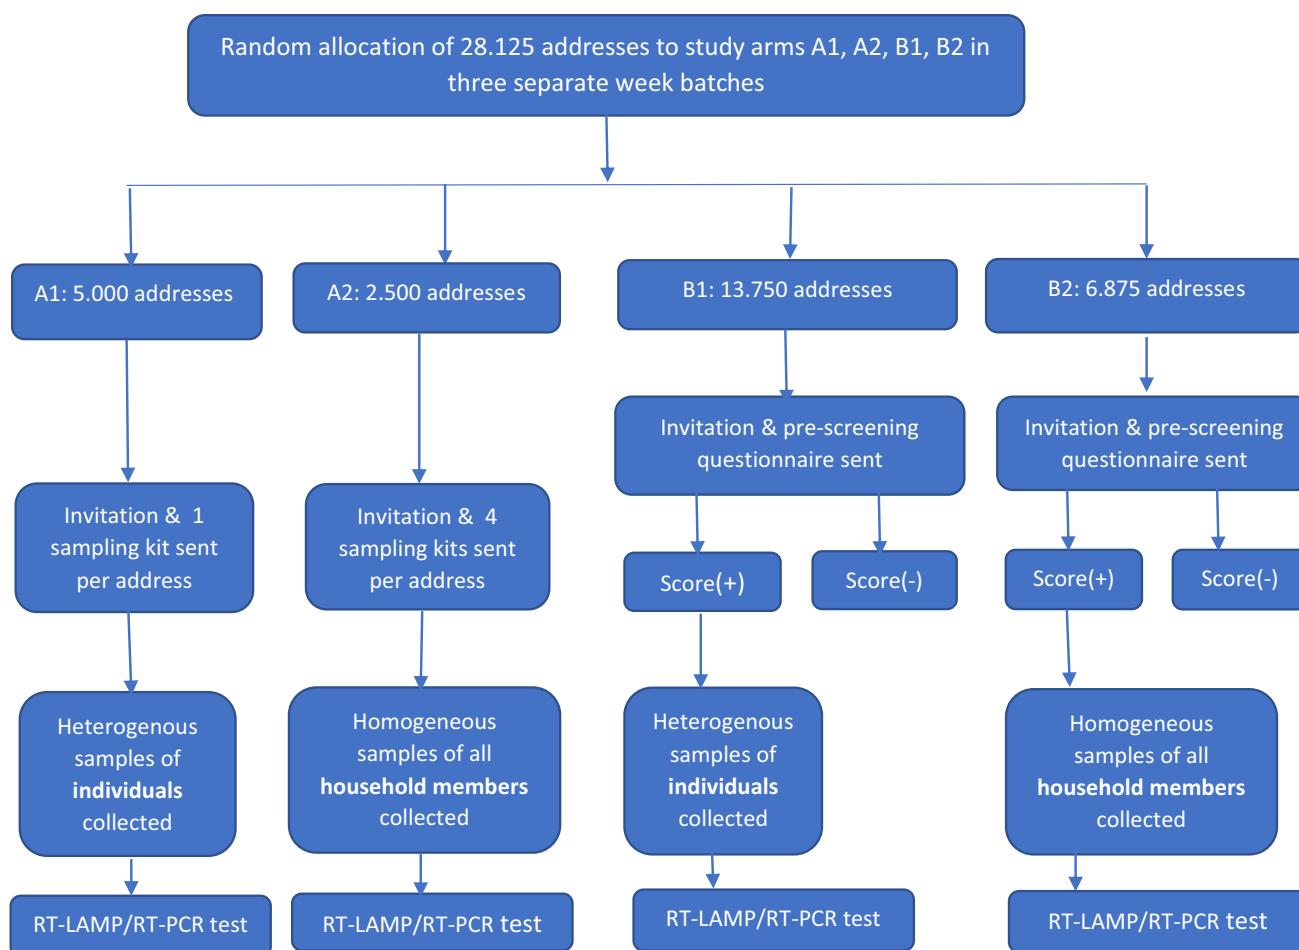 Random allocation of 28.125 addresses to study arms A1, A2, B1, B2 in
three separate week batches
A1: 5.000 addresses
A2: 2.500 addresses
B1: 13.750 addresses
B2: 6.875 addresses
Invitation & 1
sampling kit sent
per address
Invitation & 4
sampling kits sent
per address
Invitation & pre-screening
questionnaire sent
Invitation & pre-screening
questionnaire sent
Score(+)
Score(-)
Score(+)
Score(-)
Heterogenous
samples of
individuals
collected
Homogeneous
samples of all
household members
collected
Heterogenous
samples of
individuals
collected
Homogenous
samples of all
household members
collected
RT-LAMP/RT-PCR test
RT-LAMP/RT-PCR test
RT-LAMP/RT-PCR test
RT-LAMP/RT-PCR test